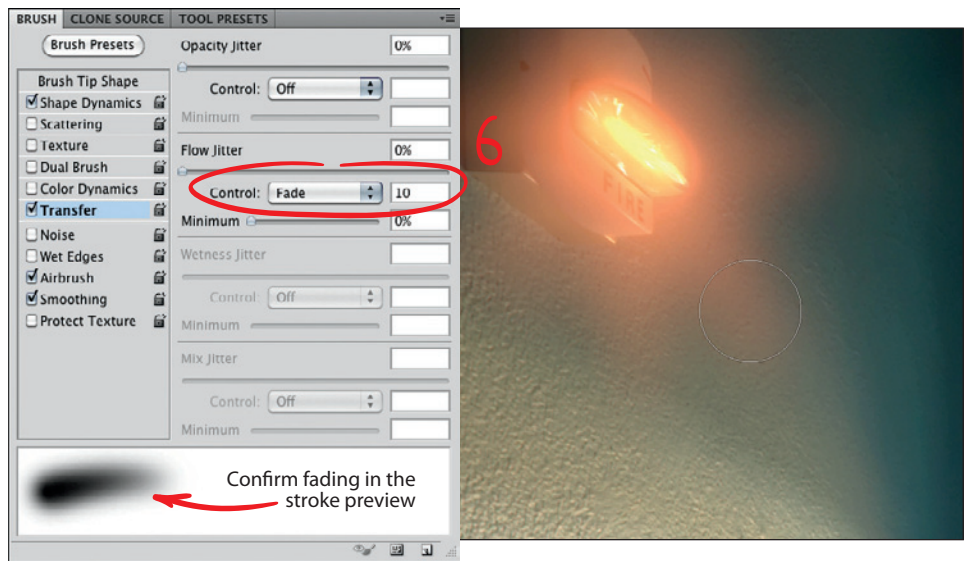 BRUSH CLONE SOURCE TOOL PRESETS
Brush Presets
Brush Tip Shape
Shape Dynamics
Scattering
Texture
Dual Brush
Color Dynamics
Transfer
Noise
Wet Edges
Airbrush
Smoothing
Protect Texture
Opacity Jitter 0%
Control: Off
Minimum
Flow Jitter 0%
Control: Fade 10
Minimum 0%
Wetness Jitter
Control: Off
Minimum
Mix Jitter
Control: Off
Minimum
Confirm fading in the
stroke preview
6
FIRE